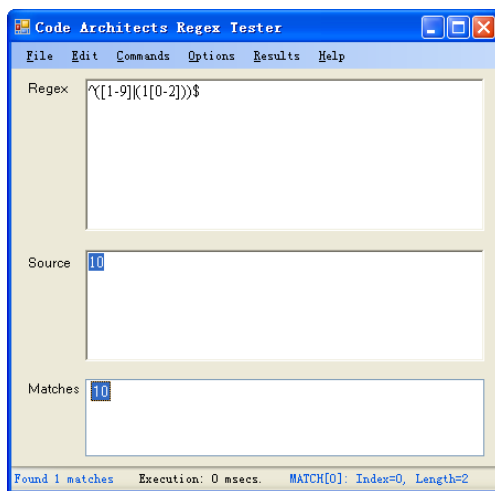 Code Architects Regex Tester
File Edit Commands Options Results Help
Regex ^([1-9]|(1[0-2]))$
Source 10
Matches 10
Found 1 matches Execution: 0 msecs. MATCH[0]: Index=0, Length=2